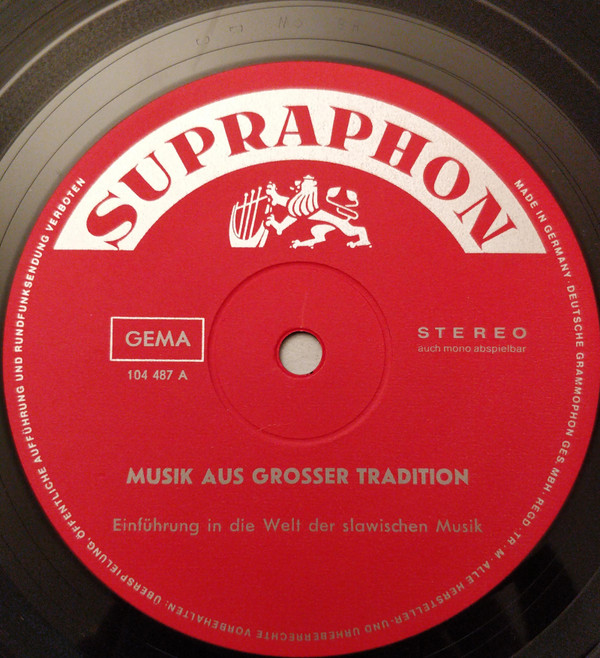 SUPRAPHON
GEMA
104 487 A
STEREO
auch mono abspielbar
MUSIK AUS GROSSER TRADITION
Einführung in die Welt der slawischen Musik
MADE IN GERMANY · DEUTSCHE GRAMMOPHON GES. MBH · REGD. TR. M. ALLE HERSTELLER- UND URHEBERRECHTE VORBEHALTEN: ÜBERSPIELUNG, ÖFFENTLICHE AUFFÜHRUNG UND RUNDFUNKSENDUNG VERBOTEN